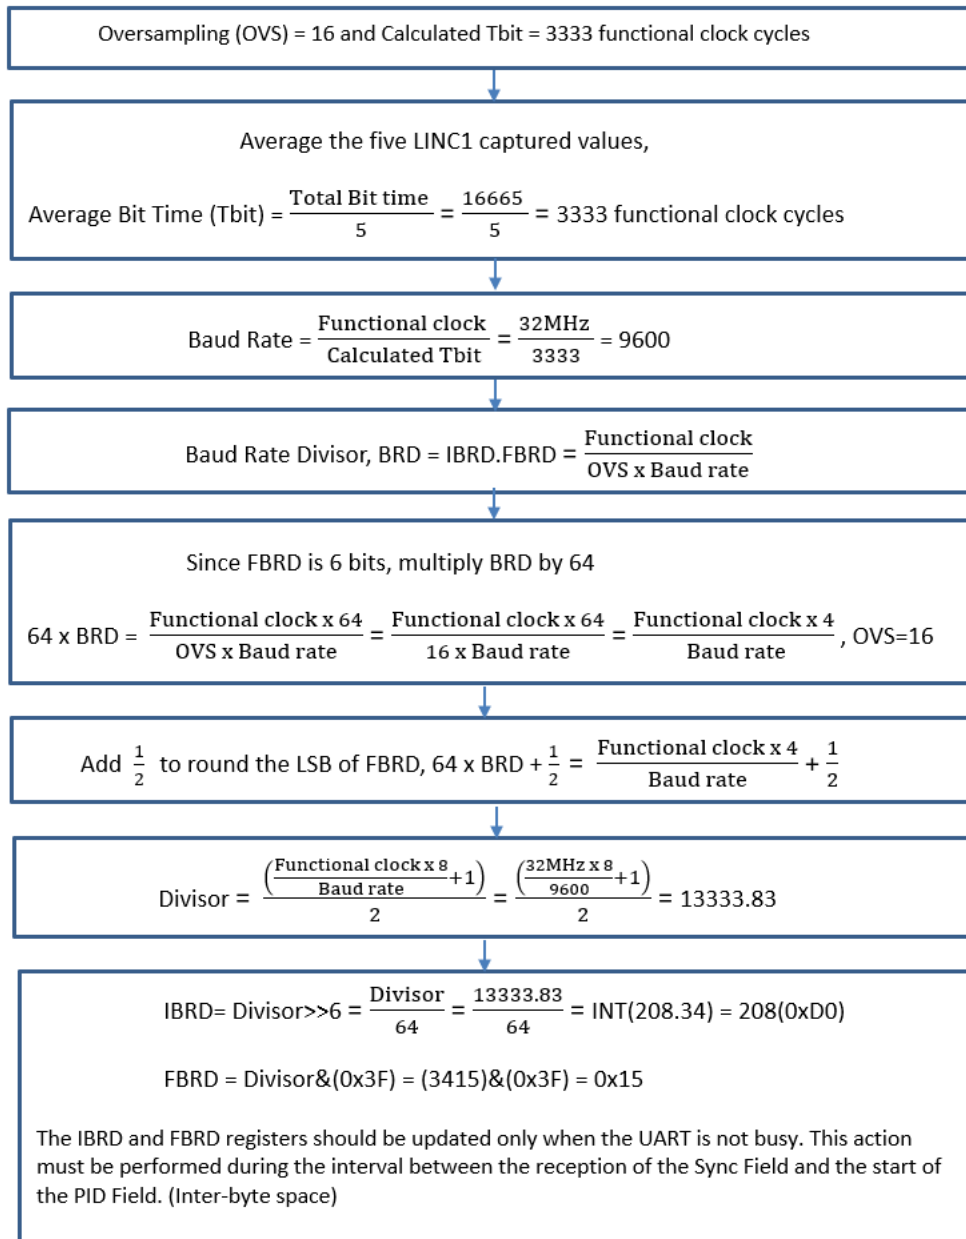 Oversampling (OVS) = 16 and Calculated Tbit = 3333 functional clock cycles
Average the five LINC1 captured values,
Average Bit Time (Tbit) = Total Bit time / 5 = 16665 / 5 = 3333 functional clock cycles
Baud Rate = Functional clock / Calculated Tbit = 32MHz / 3333 = 9600
Baud Rate Divisor, BRD = IBRD.FBRD = Functional clock / OVS x Baud rate
Since FBRD is 6 bits, multiply BRD by 64
64 x BRD = Functional clock x 64 / OVS x Baud rate = Functional clock x 64 / 16 x Baud rate = Functional clock x 4 / Baud rate , OVS=16
Add 1/2 to round the LSB of FBRD, 64 x BRD + 1/2 = Functional clock x 4 / Baud rate + 1/2
Divisor = (Functional clock x 8 / Baud rate +1) / 2 = (32MHz x 8 / 9600 +1) / 2 = 13333.83
IBRD= Divisor>>6 = Divisor / 64 = 13333.83 / 64 = INT(208.34) = 208(0xD0)
FBRD = Divisor&(0x3F) = (3415)&(0x3F) = 0x15
The IBRD and FBRD registers should be updated only when the UART is not busy. This action
must be performed during the interval between the reception of the Sync Field and the start of
the PID Field. (Inter-byte space)